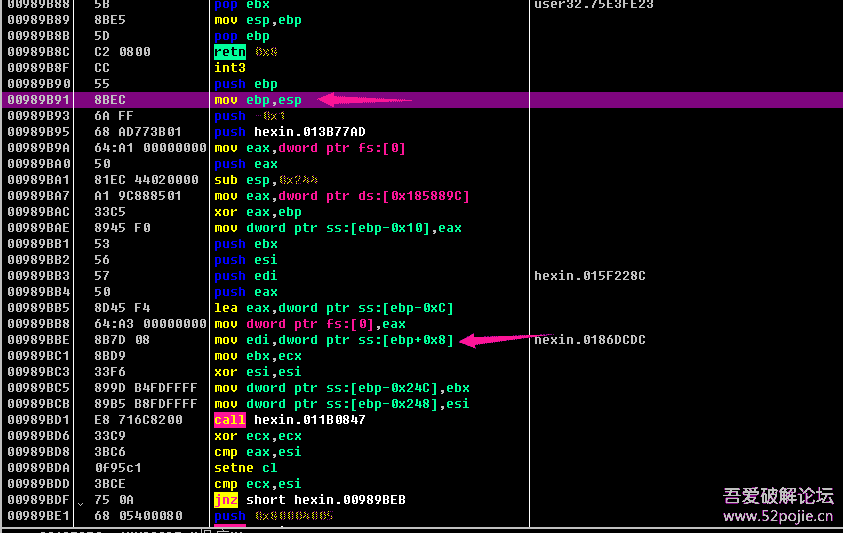 00989B88 5B pop ebx user32.75E3FE23
00989B89 8BE5 mov esp,ebp
00989B8B 5D pop ebp
00989B8C C2 0800 retn 0x8
00989B8F CC int3
00989B90 55 push ebp
00989B91 8BEC mov ebp,esp
00989B93 6A FF push -0x1
00989B95 68 AD773B01 push hexin.013B77AD
00989B9A 64:A1 00000000 mov eax,dword ptr fs:[0]
00989BA0 50 push eax
00989BA1 81EC 44020000 sub esp,0x244
00989BA7 A1 9C888501 mov eax,dword ptr ds:[0x185889C]
00989BAC 33C5 xor eax,ebp
00989BAE 8945 F0 mov dword ptr ss:[ebp-0x10],eax
00989BB1 53 push ebx
00989BB2 56 push esi
00989BB3 57 push edi hexin.015F228C
00989BB4 50 push eax
00989BB5 8D45 F4 lea eax,dword ptr ss:[ebp-0xC]
00989BB8 64:A3 00000000 mov dword ptr fs:[0],eax
00989BBE 8B7D 08 mov edi,dword ptr ss:[ebp+0x8] hexin.0186DCDC
00989BC1 8BD9 mov ebx,ecx
00989BC3 33F6 xor esi,esi
00989BC5 899D B4FDFFFF mov dword ptr ss:[ebp-0x24C],ebx
00989BCB 89B5 B8FDFFFF mov dword ptr ss:[ebp-0x248],esi
00989BD1 E8 716C8200 call hexin.011B0847
00989BD6 33C9 xor ecx,ecx
00989BD8 3BC6 cmp eax,esi
00989BDA 0f95c1 setne cl
00989BDD 3BCE cmp ecx,esi
00989BDF 75 0A jnz short hexin.00989BEB
00989BE1 68 05400080 push 0x80004005
吾爱破解论坛
www.52pojie.cn